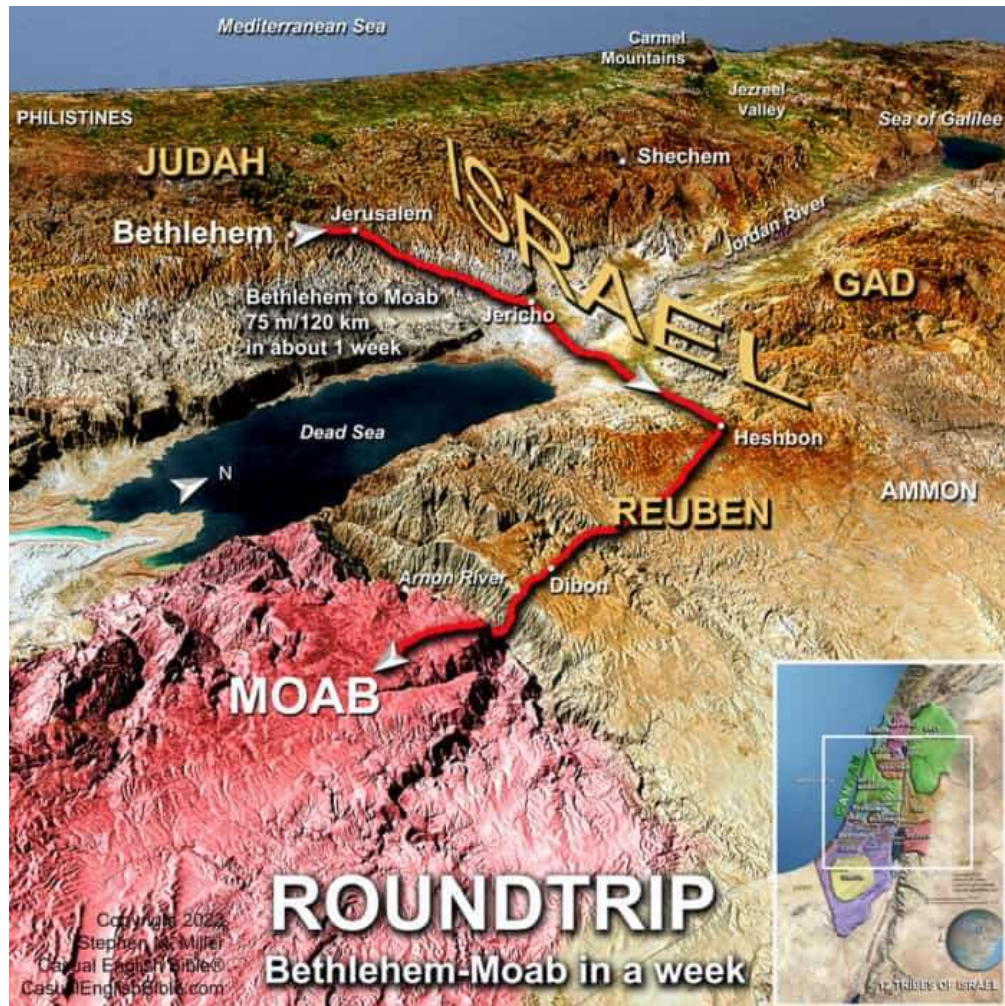 Mediterranean Sea
Carmel
Mountains
Jezreel
Valley
PHILISTINES
Sea of Galilee
JUDAH
Shechem
ISRAEL
Jerusalem
Bethlehem
Jordan River
GAD
Bethlehem to Moab
75 m/120 km
in about 1 week
Jericho
Dead Sea
Heshbon
N
AMMON
REUBEN
Arnon River
Dibon
MOAB
CANAAN
ROUNDTRIP
Bethlehem-Moab in a week
Copyright 2023
Stephen M. Miller
Casual English Bible®
CasualEnglishBible.com
12 TRIBES OF ISRAEL